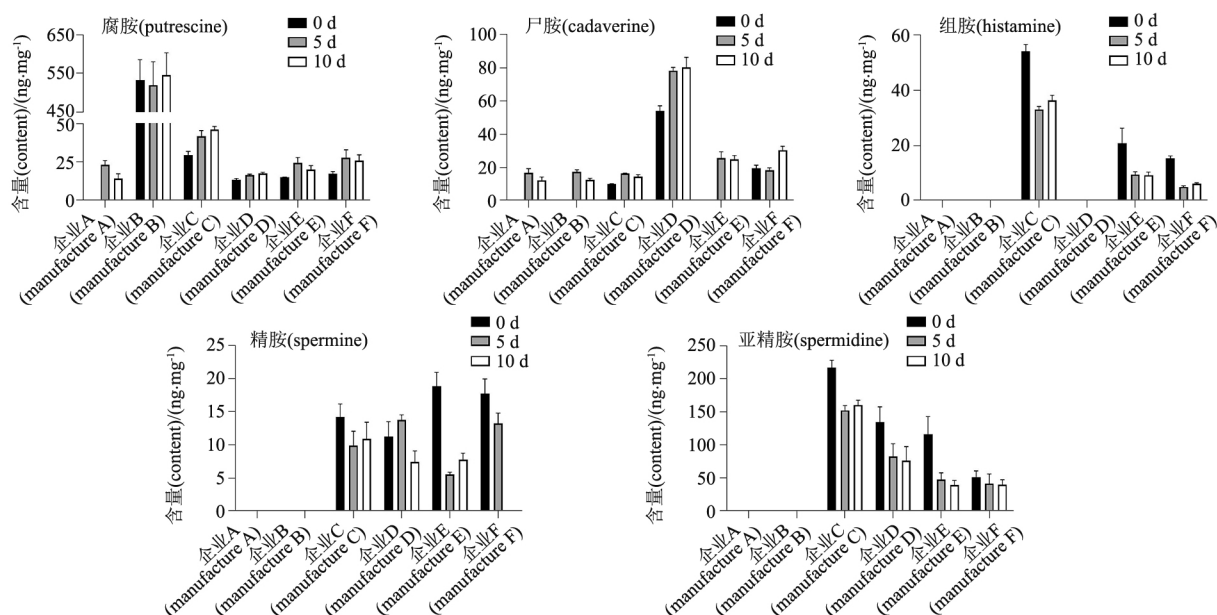 腐胺(putrescine)
0 d
5 d
10 d
含量(content)/(ng·mg⁻¹)
650
550
450
50
25
0
企业A
(manufacture A)
企业B
(manufacture B)
企业C
(manufacture C)
企业D
(manufacture D)
企业E
(manufacture E)
企业F
(manufacture F)
尸胺(cadaverine)
0 d
5 d
10 d
含量(content)/(ng·mg⁻¹)
100
80
60
40
20
0
企业A
(manufacture A)
企业B
(manufacture B)
企业C
(manufacture C)
企业D
(manufacture D)
企业E
(manufacture E)
企业F
(manufacture F)
组胺(histamine)
0 d
5 d
10 d
含量(content)/(ng·mg⁻¹)
60
40
20
0
企业A
(manufacture A)
企业B
(manufacture B)
企业C
(manufacture C)
企业D
(manufacture D)
企业E
(manufacture E)
企业F
(manufacture F)
精胺(spermine)
0 d
5 d
10 d
含量(content)/(ng·mg⁻¹)
25
20
15
10
5
0
企业A
(manufacture A)
企业B
(manufacture B)
企业C
(manufacture C)
企业D
(manufacture D)
企业E
(manufacture E)
企业F
(manufacture F)
亚精胺(spermidine)
0 d
5 d
10 d
含量(content)/(ng·mg⁻¹)
250
200
150
100
50
0
企业A
(manufacture A)
企业B
(manufacture B)
企业C
(manufacture C)
企业D
(manufacture D)
企业E
(manufacture E)
企业F
(manufacture F)